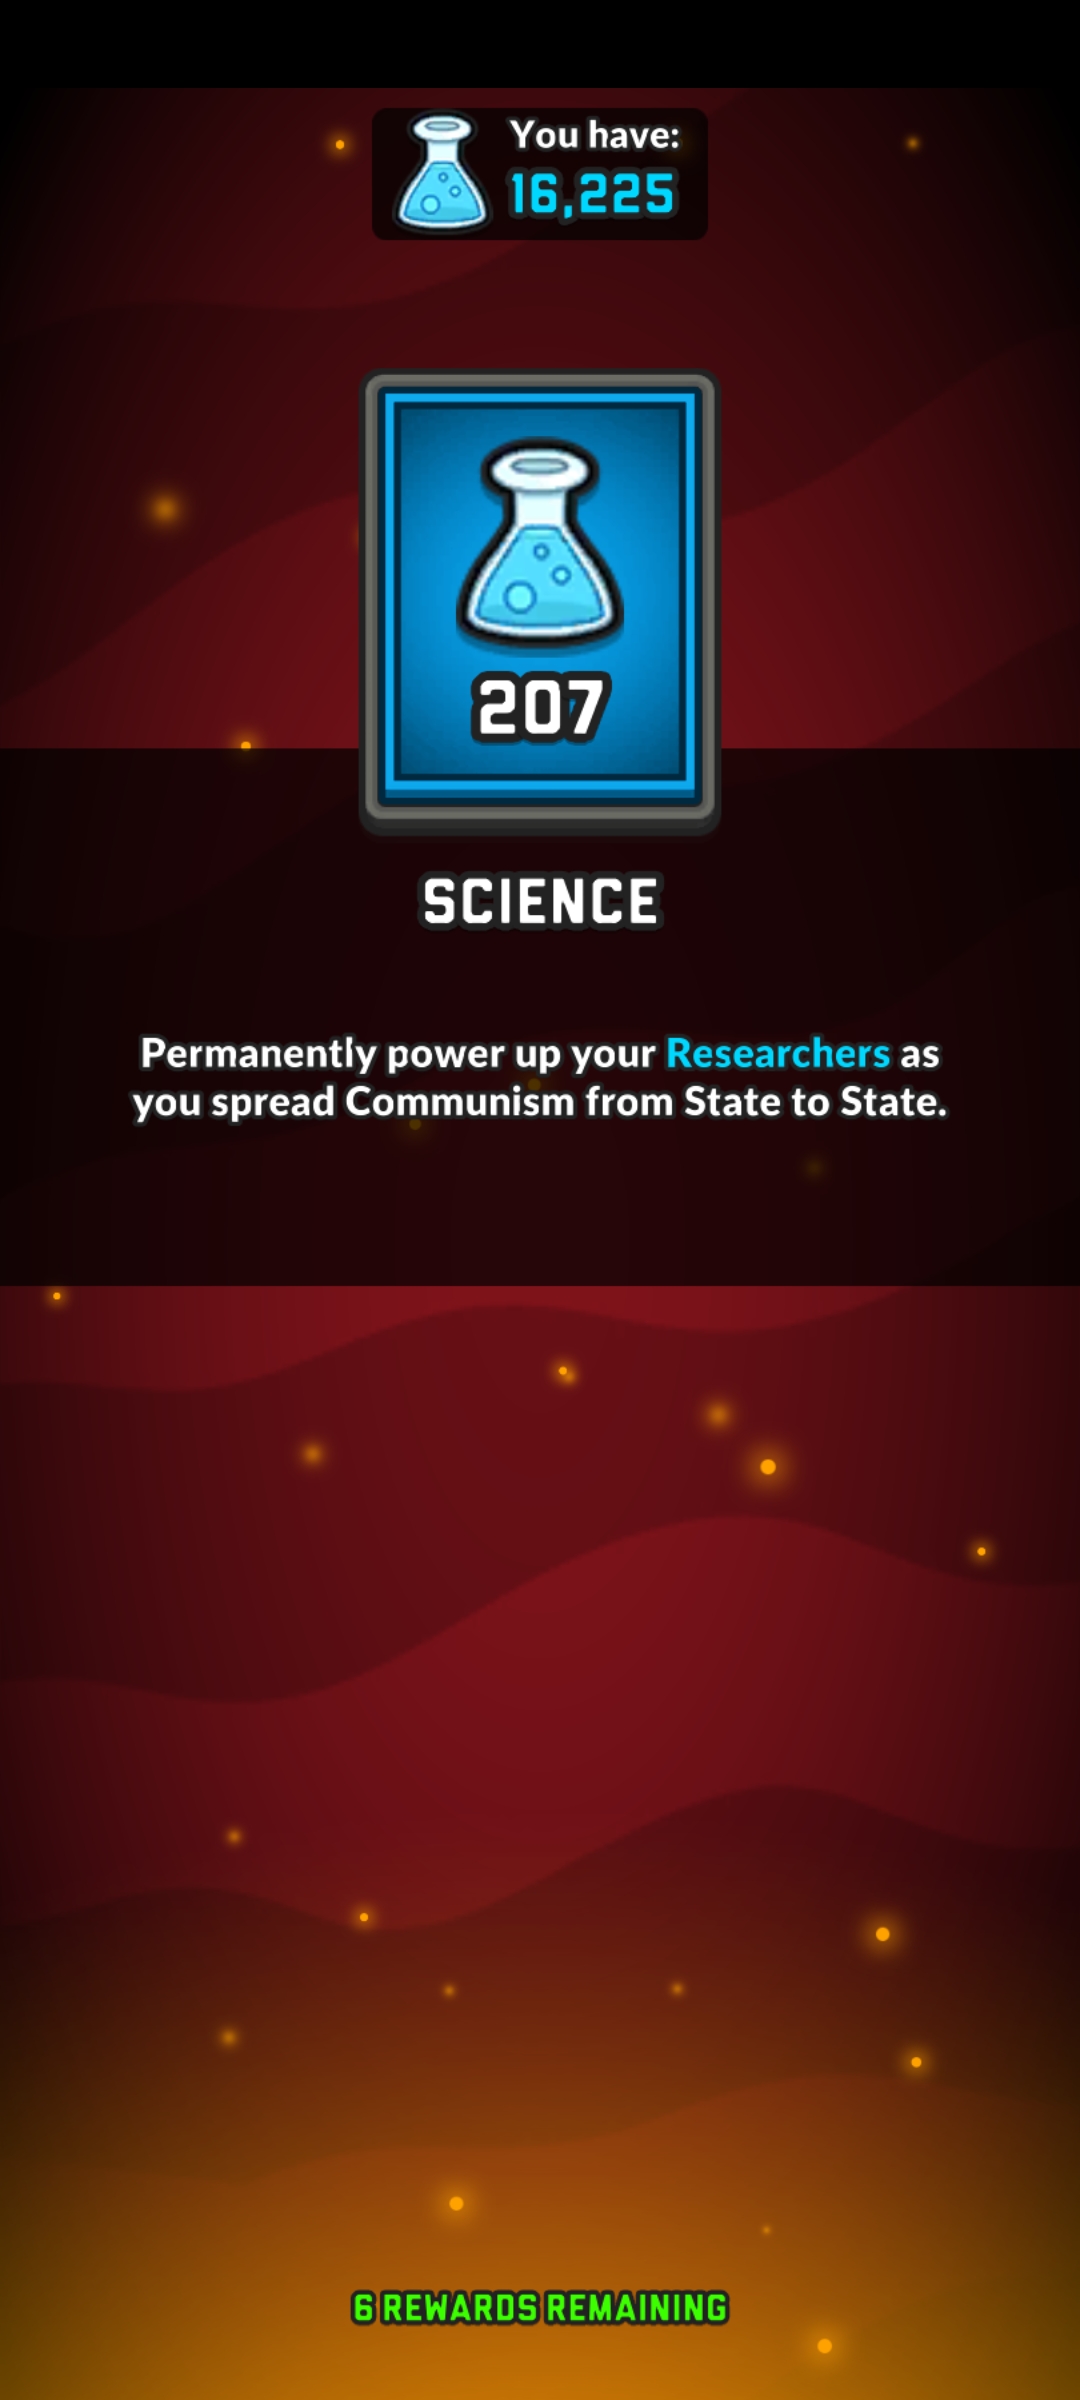 You have:
16,225
207
SCIENCE
Permanently power up your Researchers as
you spread Communism from State to State.
6 REWARDS REMAINING